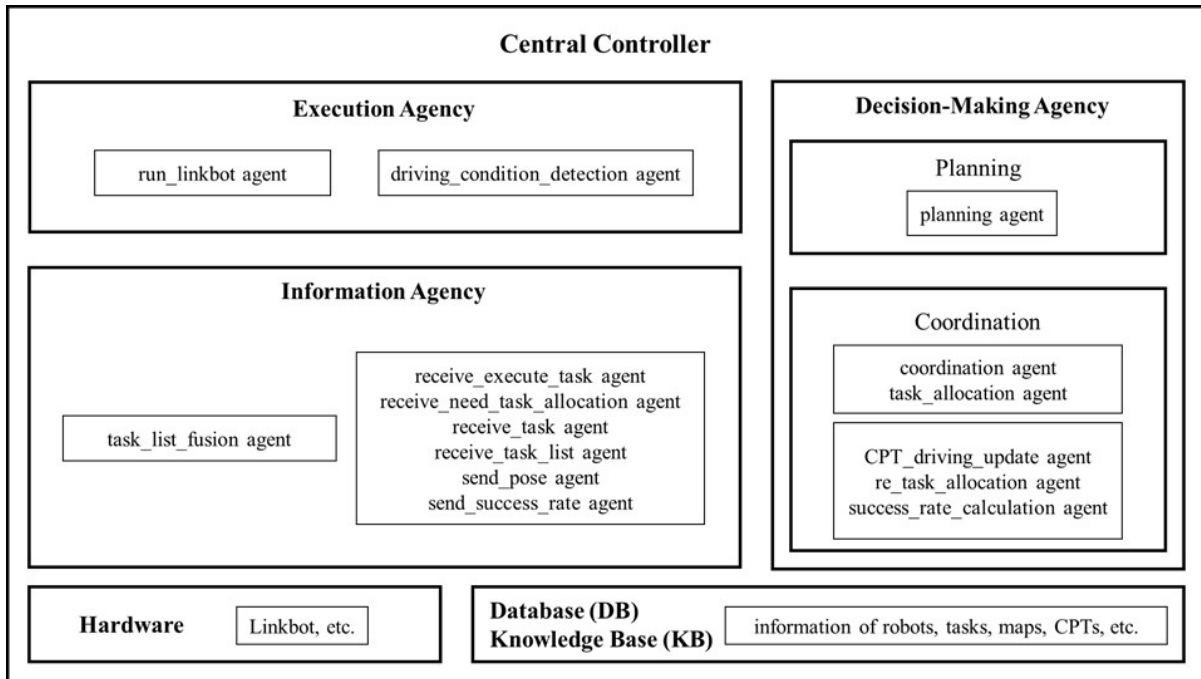 Central Controller
Execution Agency
run_linkbot agent
driving_condition_detection agent
Information Agency
task_list_fusion agent
receive_execute_task agent
receive_need_task_allocation agent
receive_task agent
receive_task_list agent
send_pose agent
send_success_rate agent
Decision-Making Agency
Planning
planning agent
Coordination
coordination agent
task_allocation agent
CPT_driving_update agent
re_task_allocation agent
success_rate_calculation agent
Hardware
Linkbot, etc.
Database (DB)
Knowledge Base (KB)
information of robots, tasks, maps, CPTs, etc.